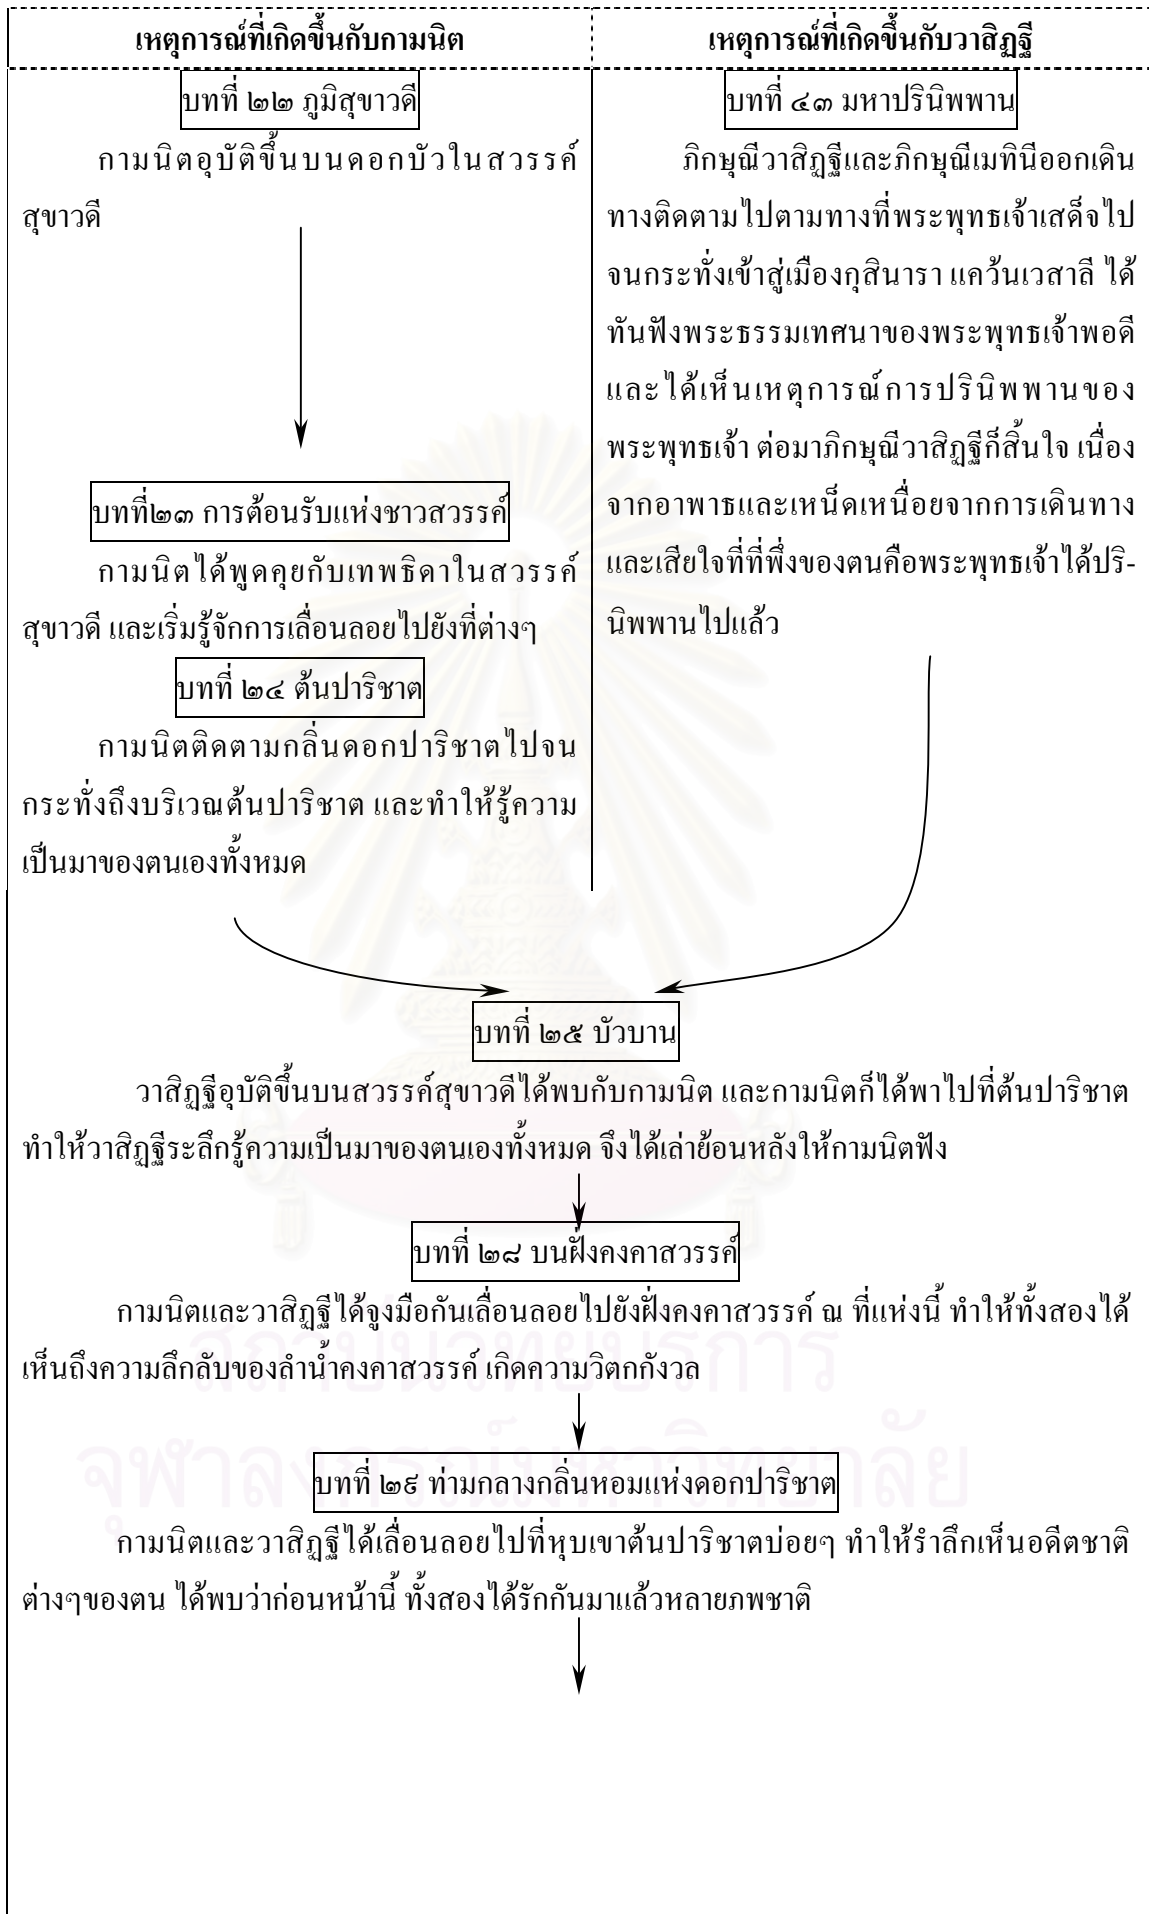 เหตุการณ์ที่เกิดขึ้นกับกามนิต
เหตุการณ์ที่เกิดขึ้นกับวาสิฏฐี
บทที่ ๒๒ ภูมิสุขาวดี
กามนิตอุบัติขึ้นบนดอกบัวในสวรรค์
สุขาวดี
บทที่๒๓ การต้อนรับแห่งชาวสวรรค์
กามนิตได้พูดคุยกับเทพธิดาในสวรรค์
สุขาวดี และเริ่มรู้จักการเลื่อนลอยไปยังที่ต่างๆ
บทที่ ๒๔ ต้นปาริชาต
กามนิตติดตามกลิ่นดอกปาริชาตไปจน
กระทั่งถึงบริเวณต้นปาริชาต และทำให้รู้ความ
เป็นมาของตนเองทั้งหมด
บทที่ ๔๓ มหาปรินิพพาน
ภิกษุณีวาสิฏฐีและภิกษุณีเมทินีออกเดิน
ทางติดตามไปตามทางที่พระพุทธเจ้าเสด็จไป
จนกระทั่งเข้าสู่เมืองกุสินารา แคว้นเวสาลี ได้
ทันฟังพระธรรมเทศนาของพระพุทธเจ้าพอดี
และได้เห็นเหตุการณ์การปรินิพพานของ
พระพุทธเจ้า ต่อมาภิกษุณีวาสิฏฐีก็สิ้นใจ เนื่อง
จากอาพาธและเหน็ดเหนื่อยจากการเดินทาง
และเสียใจที่ที่พึ่งของตนคือพระพุทธเจ้าได้ปริ-
นิพพานไปแล้ว
บทที่ ๒๕ บัวบาน
วาสิฏฐีอุบัติขึ้นบนสวรรค์สุขาวดีได้พบกับกามนิต และกามนิตก็ได้พาไปที่ต้นปาริชาต
ทำให้วาสิฏฐีระลึกรู้ความเป็นมาของตนเองทั้งหมด จึงได้เล่าย้อนหลังให้กามนิตฟัง
บทที่ ๒๘ บนฝั่งคงคาสวรรค์
กามนิตและวาสิฏฐีได้จูงมือกันเลื่อนลอยไปยังฝั่งคงคาสวรรค์ ณ ที่แห่งนี้ ทำให้ทั้งสองได้
เห็นถึงความลึกลับของลำน้ำคงคาสวรรค์ เกิดความวิตกกังวล
สถาบันวิทยบริการ
บทที่ ๒๙ ท่ามกลางกลิ่นหอมแห่งดอกปาริชาต
จุฬาลงกรณ์มหาวิทยาลัย
กามนิตและวาสิฏฐีได้เลื่อนลอยไปที่หุบเขาต้นปาริชาตบ่อยๆ ทำให้รำลึกเห็นอดีตชาติ
ต่างๆของตน ได้พบว่าก่อนหน้านี้ ทั้งสองได้รักกันมาแล้วหลายภพชาติ